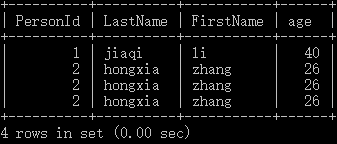 | PersonId | LastName | FirstName | age |
| 1 | jiaqi | li | 40 |
| 2 | hongxia | zhang | 26 |
| 2 | hongxia | zhang | 26 |
| 2 | hongxia | zhang | 26 |
4 rows in set (0.00 sec)